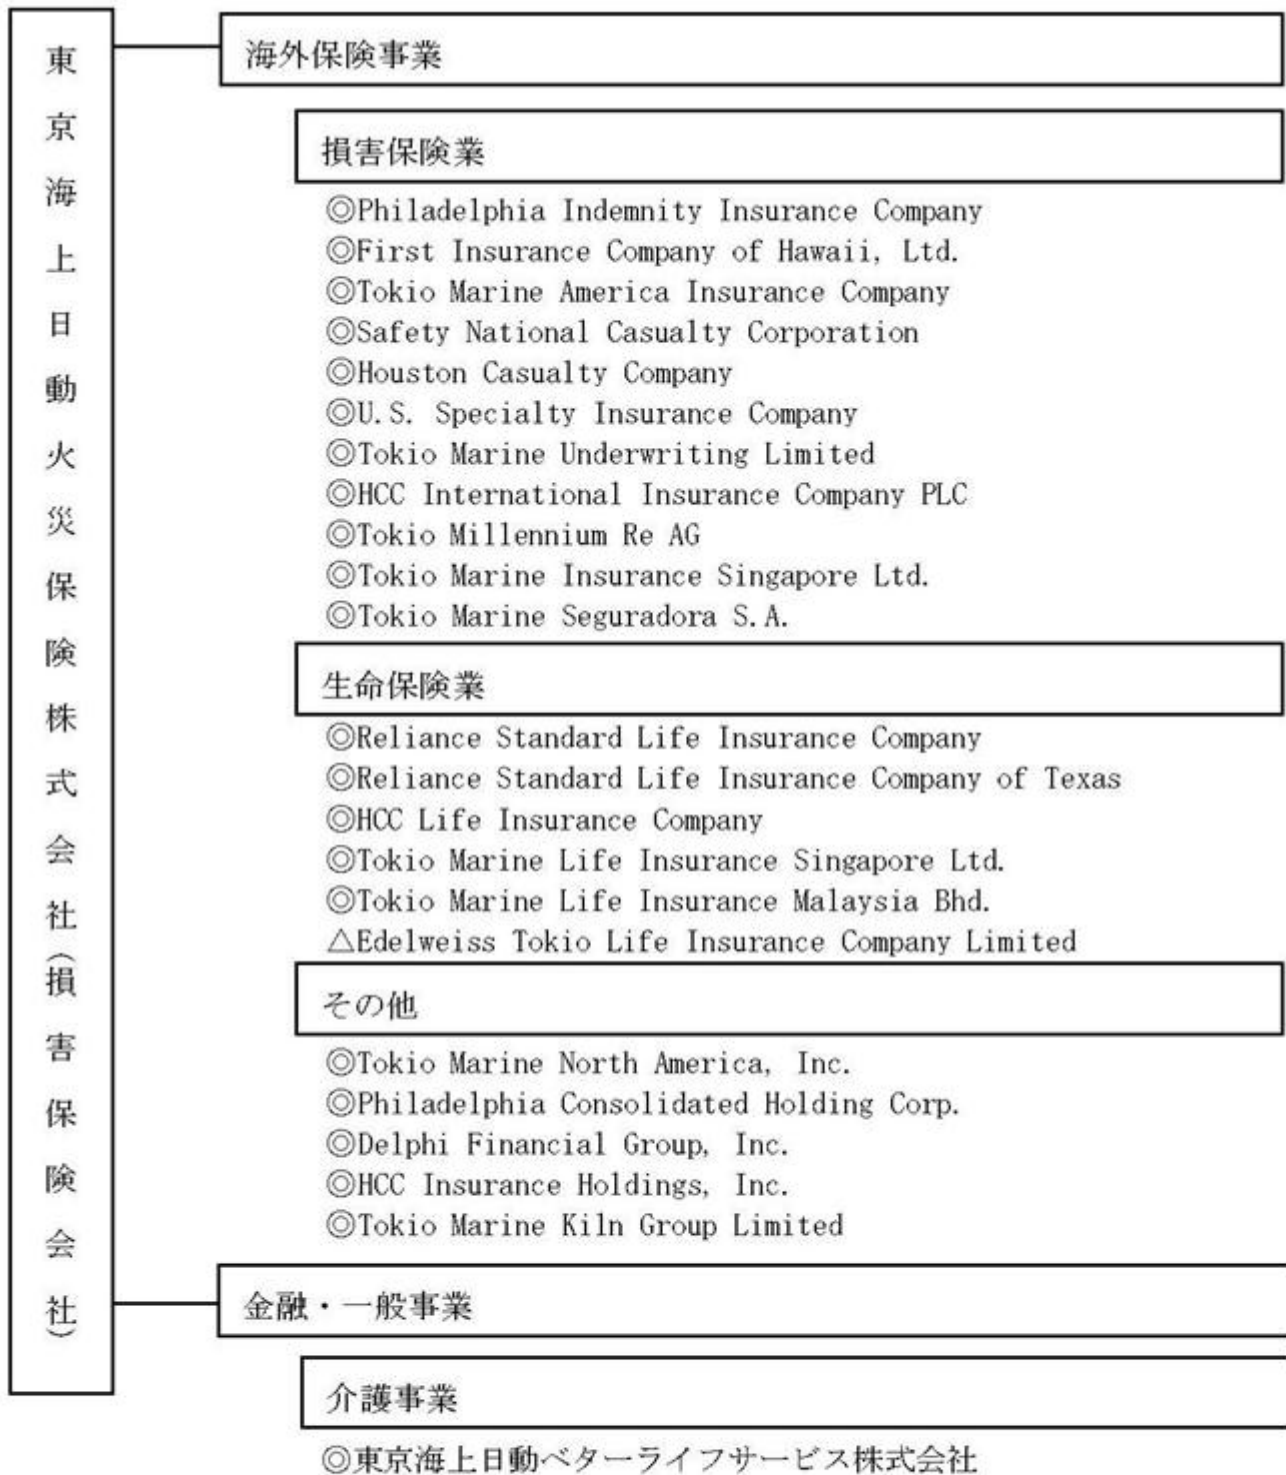 東京海上日動火災保険株式会社(損害保険会社)
海外保険事業
損害保険業
◎Philadelphia Indemnity Insurance Company
◎First Insurance Company of Hawaii, Ltd.
◎Tokio Marine America Insurance Company
◎Safety National Casualty Corporation
◎Houston Casualty Company
◎U.S. Specialty Insurance Company
◎Tokio Marine Underwriting Limited
◎HCC International Insurance Company PLC
◎Tokio Millennium Re AG
◎Tokio Marine Insurance Singapore Ltd.
◎Tokio Marine Seguradora S.A.
生命保険業
◎Reliance Standard Life Insurance Company
◎Reliance Standard Life Insurance Company of Texas
◎HCC Life Insurance Company
◎Tokio Marine Life Insurance Singapore Ltd.
◎Tokio Marine Life Insurance Malaysia Bhd.
△Edelweiss Tokio Life Insurance Company Limited
その他
◎Tokio Marine North America, Inc.
◎Philadelphia Consolidated Holding Corp.
◎Delphi Financial Group, Inc.
◎HCC Insurance Holdings, Inc.
◎Tokio Marine Kiln Group Limited
金融・一般事業
介護事業
◎東京海上日動ベターライフサービス株式会社